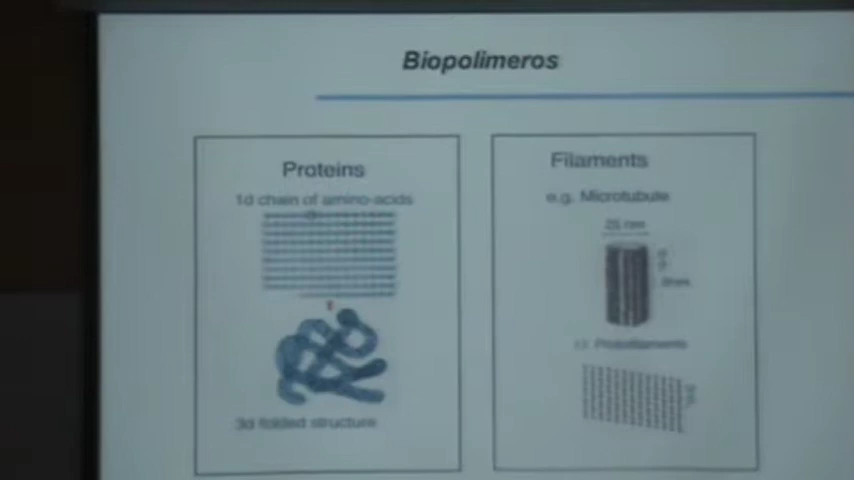 Biopolimeros
Proteins
1d chain of amino-acids
3d folded structure
Filaments
e.g. Microtubule
25 nm
Protofilaments